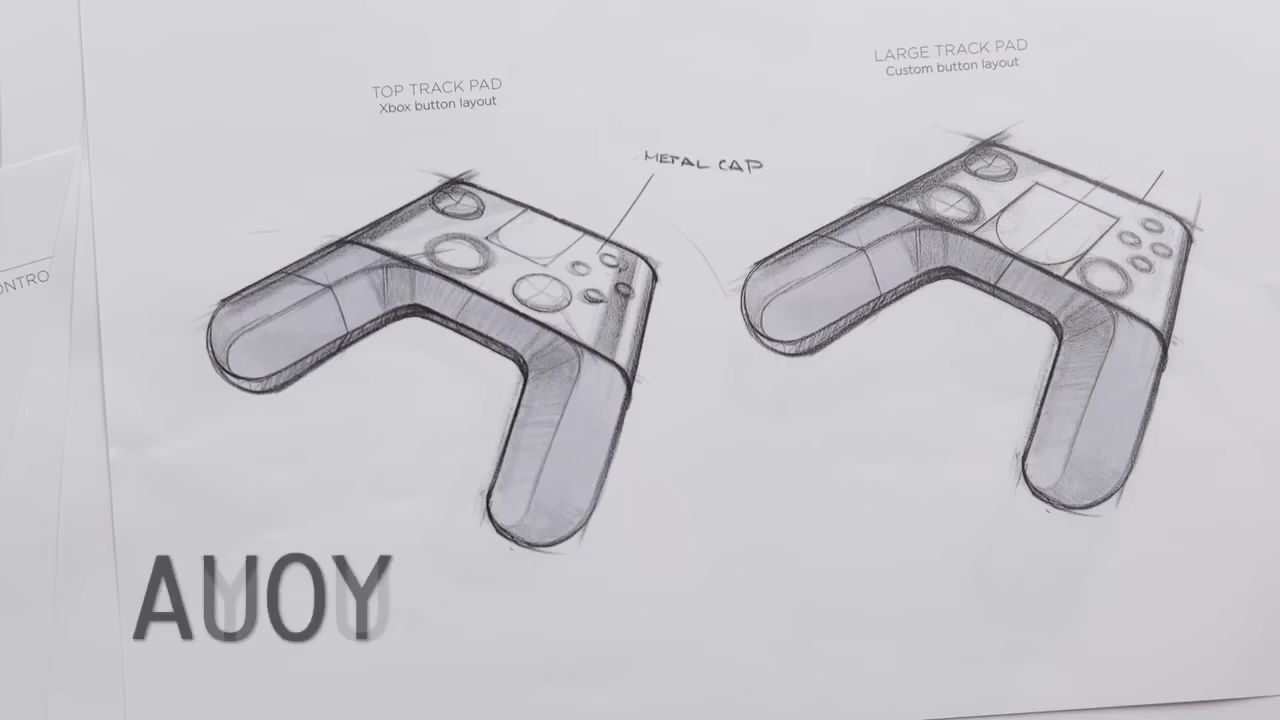 LARGE TRACK PAD
Custom button layout
TOP TRACK PAD
Xbox button layout
METAL CAP
ONTRO
AUOY